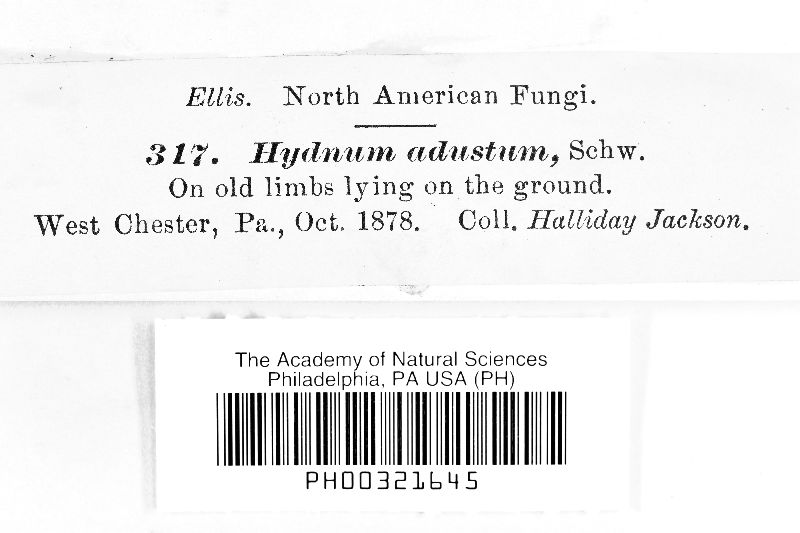 Ellis. North American Fungi.
317. Hydnum adustum, Schw.
On old limbs lying on the ground.
West Chester, Pa., Oct. 1878. Coll. Halliday Jackson.
The Academy of Natural Sciences
Philadelphia, PA USA (PH)
PH00321645